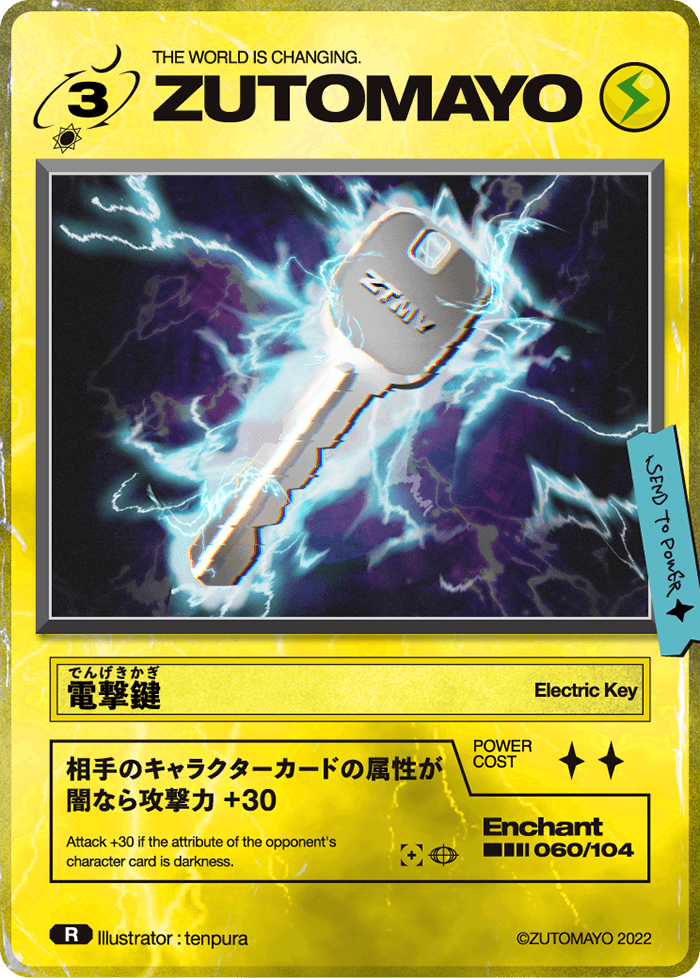 THE WORLD IS CHANGING.
3 ZUTOMAYO
ZTMY
SEND TO POWER
でんげきかぎ
電撃鍵
Electric Key
相手のキャラクターカードの属性が
闇なら攻撃力 +30
Attack +30 if the attribute of the opponent's
character card is darkness.
POWER
COST
Enchant
060/104
R Illustrator : tenpura
©ZUTOMAYO 2022